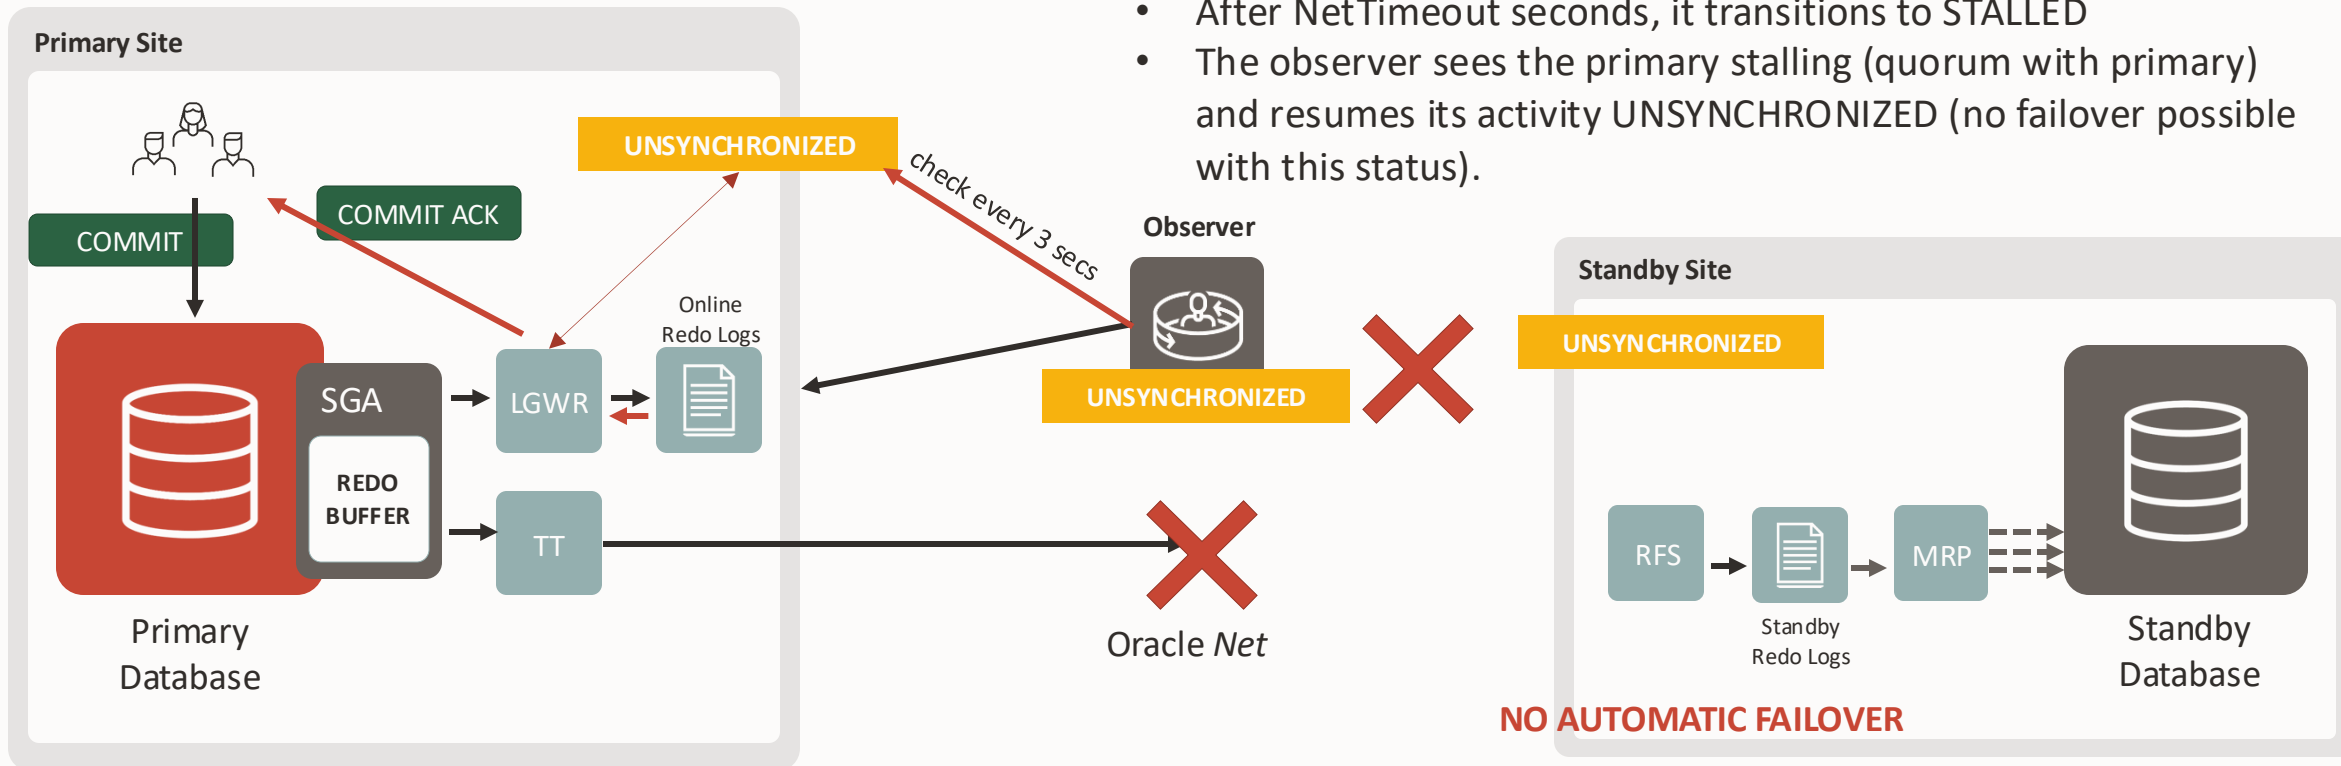 • After NetTimeout seconds, it transitions to STALLED
• The observer sees the primary stalling (quorum with primary)
and resumes its activity UNSYNCHRONIZED (no failover possible
with this status).
Primary Site
UNSYNCHRONIZED
check every 3 secs
COMMIT ACK
COMMIT
Observer
Online
Redo Logs
SGA
LGWR
REDO
BUFFER
TT
UNSYNCHRONIZED
Primary
Database
Oracle Net
Standby Site
UNSYNCHRONIZED
RFS
MRP
Standby
Redo Logs
Standby
Database
NO AUTOMATIC FAILOVER